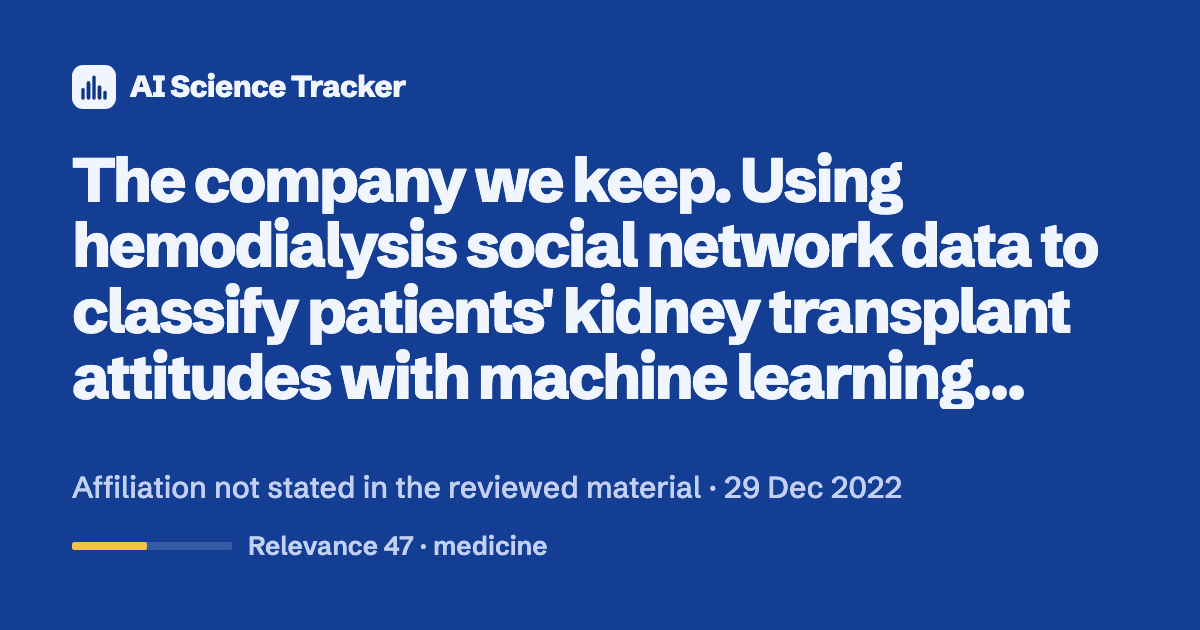 AI Science Tracker
The company we keep. Using
hemodialysis social network data to
classify patients' kidney transplant
attitudes with machine learning...
Affiliation not stated in the reviewed material · 29 Dec 2022
Relevance 47 · medicine